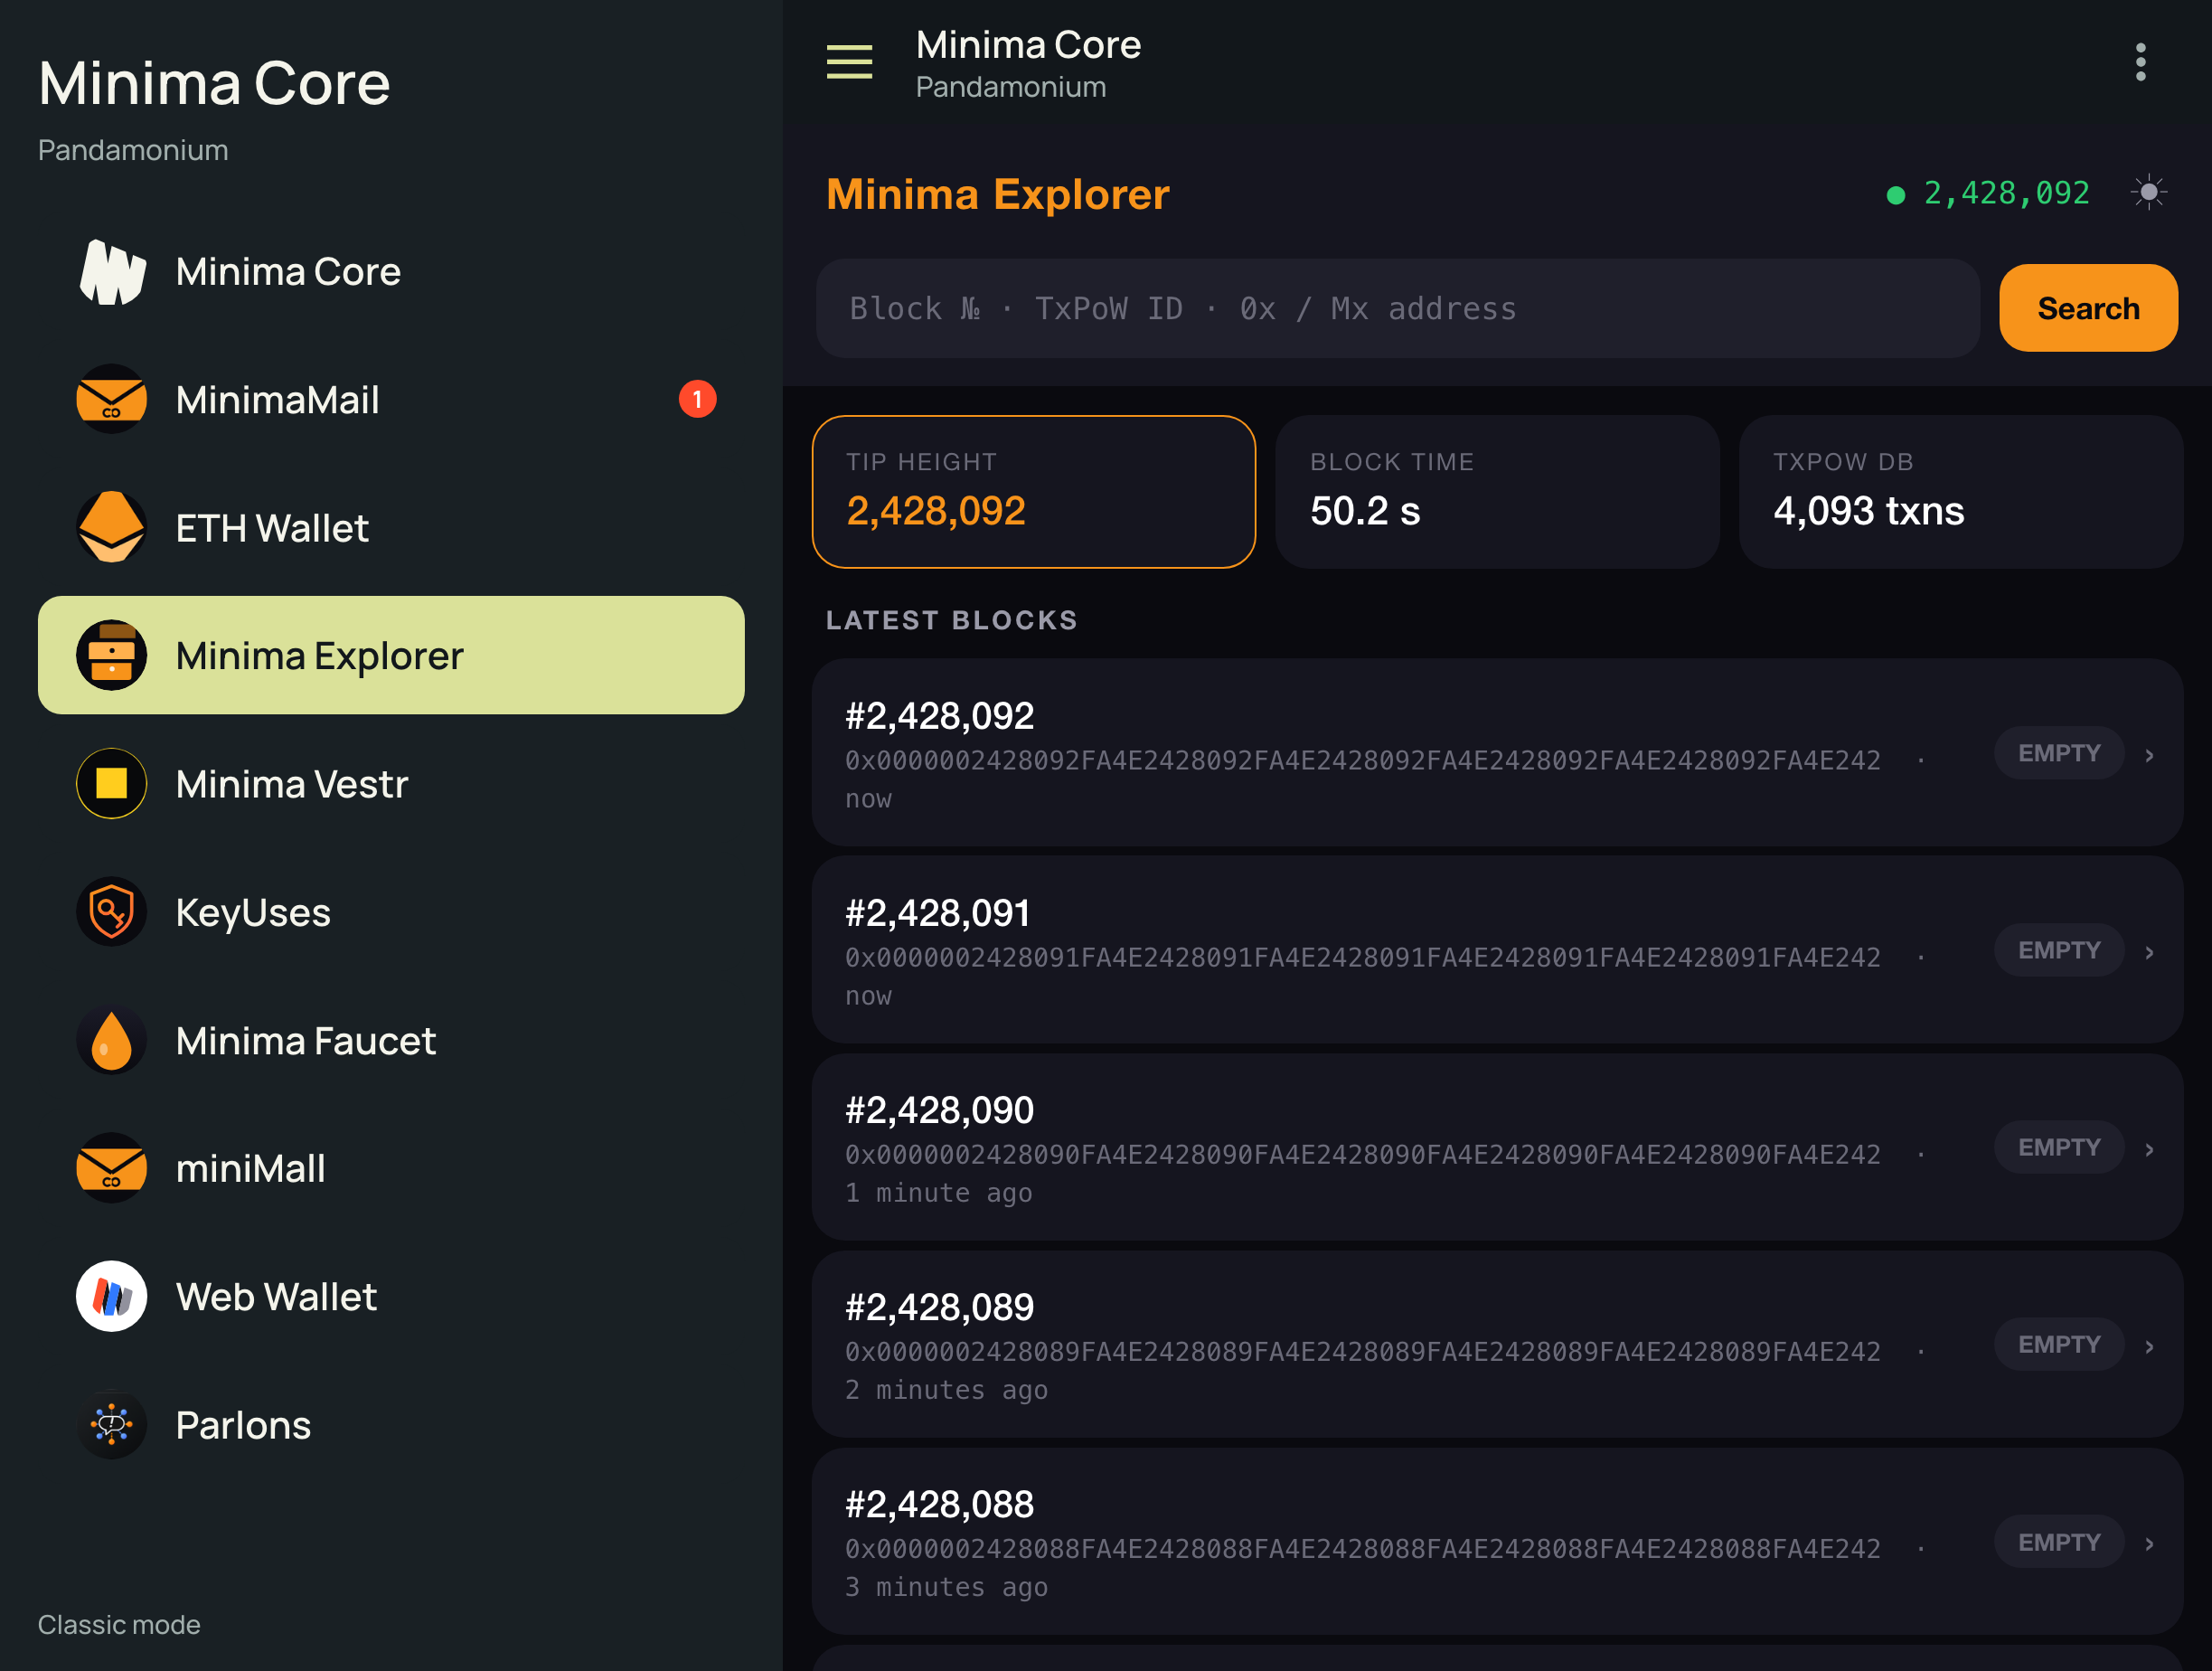 Minima Core
Pandamonium
Minima Core
MinimaMail
1
ETH Wallet
Minima Explorer
Minima Vestr
KeyUses
Minima Faucet
miniMall
Web Wallet
Parlons
Classic mode
Minima Core
Pandamonium
Minima Explorer
2,428,092
Block № · TxPoW ID · 0x / Mx address
Search
TIP HEIGHT
2,428,092
BLOCK TIME
50.2 s
TXPOW DB
4,093 txns
LATEST BLOCKS
#2,428,092
0x0000002428092FA4E2428092FA4E2428092FA4E2428092FA4E2428092FA4E242 ·
now
EMPTY ›
#2,428,091
0x0000002428091FA4E2428091FA4E2428091FA4E2428091FA4E2428091FA4E242 ·
now
EMPTY ›
#2,428,090
0x0000002428090FA4E2428090FA4E2428090FA4E2428090FA4E2428090FA4E242 ·
1 minute ago
EMPTY ›
#2,428,089
0x0000002428089FA4E2428089FA4E2428089FA4E2428089FA4E2428089FA4E242 ·
2 minutes ago
EMPTY ›
#2,428,088
0x0000002428088FA4E2428088FA4E2428088FA4E2428088FA4E2428088FA4E242 ·
3 minutes ago
EMPTY ›